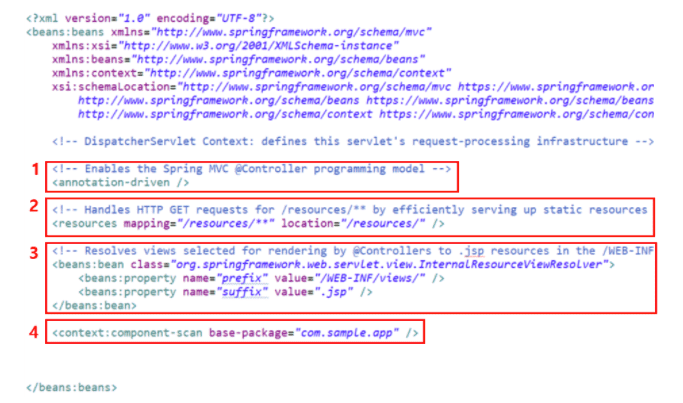 <?xml version="1.0" encoding="UTF-8"?>
<beans:beans xmlns="http://www.springframework.org/schema/mvc"
xmlns:xsi="http://www.w3.org/2001/XMLSchema-instance"
xmlns:beans="http://www.springframework.org/schema/beans"
xmlns:context="http://www.springframework.org/schema/context"
xsi:schemaLocation="http://www.springframework.org/schema/mvc https://www.springframework.or
http://www.springframework.org/schema/beans https://www.springframework.org/schema/beans
http://www.springframework.org/schema/context https://www.springframework.org/schema/con
<!-- DispatcherServlet Context: defines this servlet's request-processing infrastructure -->
1 <!-- Enables the Spring MVC @Controller programming model -->
<annotation-driven />
2 <!-- Handles HTTP GET requests for /resources/** by efficiently serving up static resources
<resources mapping="/resources/**" location="/resources/" />
3 <!-- Resolves views selected for rendering by @Controllers to .jsp resources in the /WEB-INF
<beans:bean class="org.springframework.web.servlet.view.InternalResourceViewResolver">
<beans:property name="prefix" value="/WEB-INF/views/" />
<beans:property name="suffix" value=".jsp" />
</beans:bean>
4 <context:component-scan base-package="com.sample.app" />
</beans:beans>